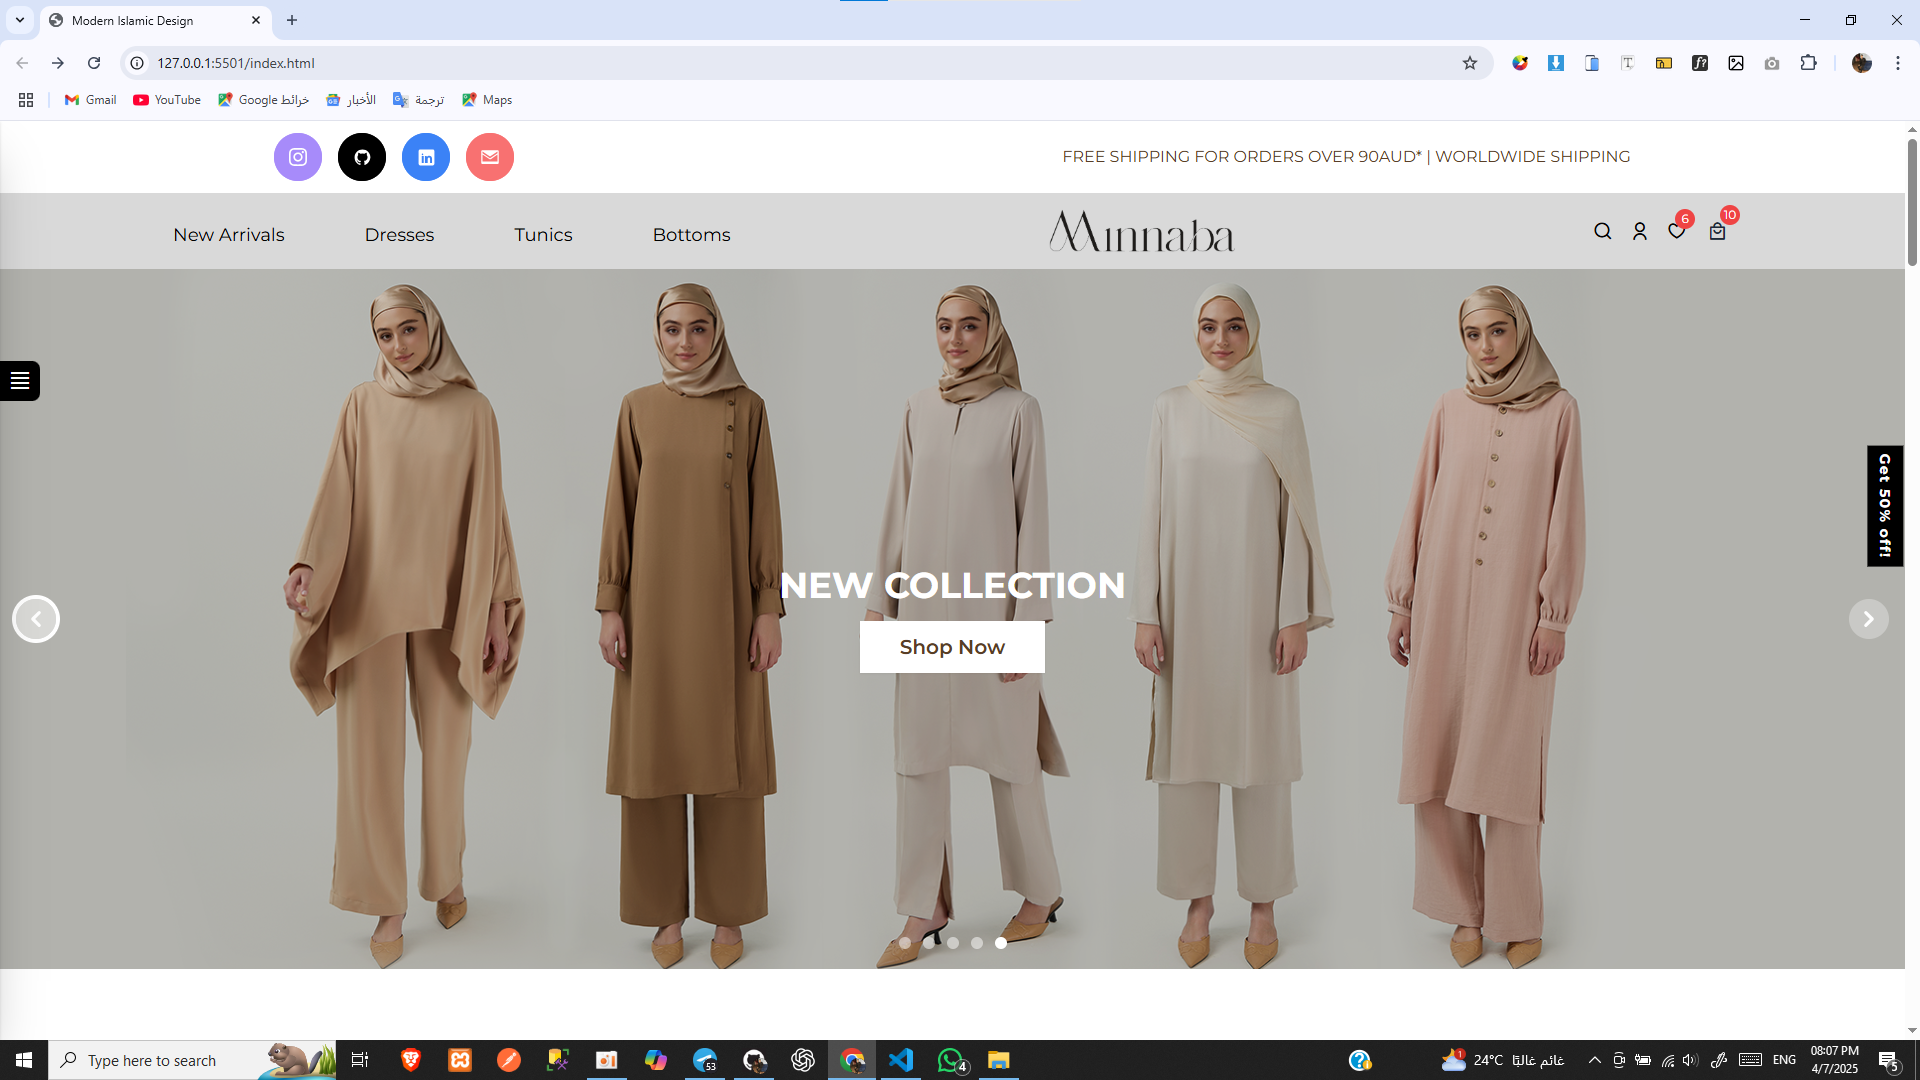 Modern Islamic Design
127.0.0.1:5501/index.html
Gmail
YouTube
خرائط Google
الأخبار
ترجمة
Maps
FREE SHIPPING FOR ORDERS OVER 90AUD* | WORLDWIDE SHIPPING
New Arrivals
Dresses
Tunics
Bottoms
Minnaba
6
10
Get 50% off!
NEW COLLECTION
Shop Now
Type here to search
53
4
1
24°C
غائم غالبًا
ENG
08:07 PM
4/7/2025
5